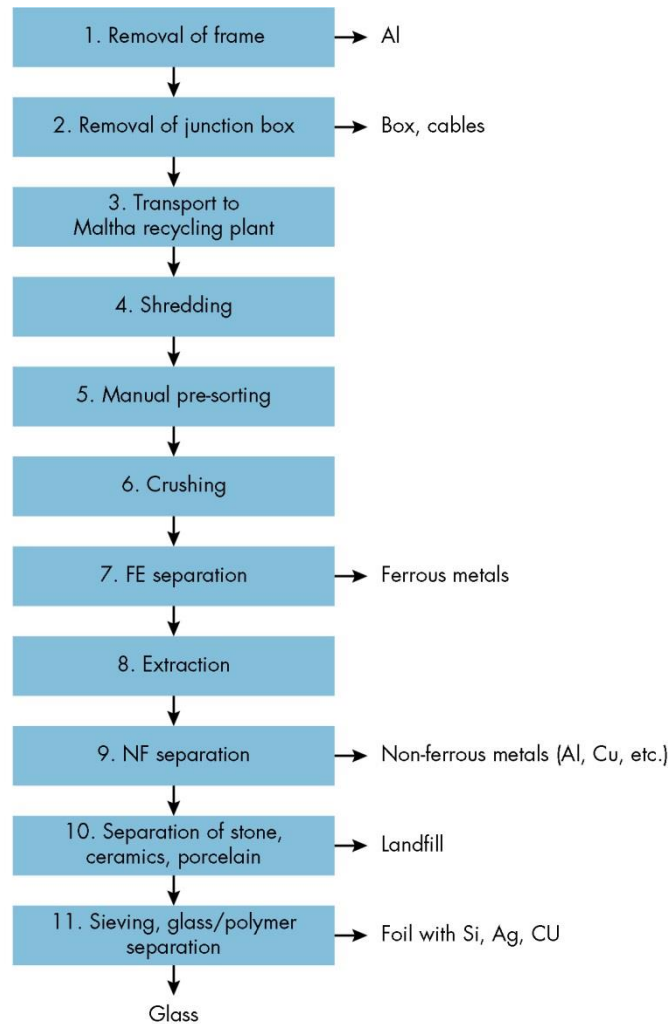 1. Removal of frame
Al
2. Removal of junction box
Box, cables
3. Transport to
Maltha recycling plant
4. Shredding
5. Manual pre-sorting
6. Crushing
7. FE separation
Ferrous metals
8. Extraction
9. NF separation
Non-ferrous metals (Al, Cu, etc.)
10. Separation of stone,
ceramics, porcelain
Landfill
11. Sieving, glass/polymer
separation
Foil with Si, Ag, CU
Glass